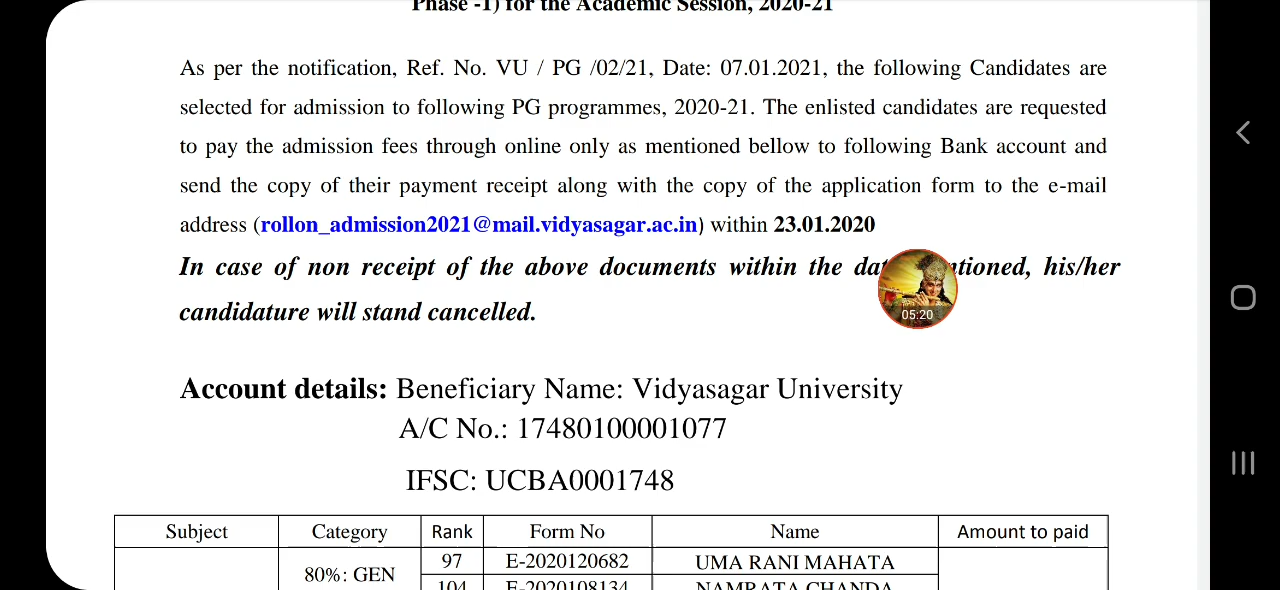 Phase -1) for the Academic Session, 2020-21
As per the notification, Ref. No. VU / PG /02/21, Date: 07.01.2021, the following Candidates are
selected for admission to following PG programmes, 2020-21. The enlisted candidates are requested
to pay the admission fees through online only as mentioned bellow to following Bank account and
send the copy of their payment receipt along with the copy of the application form to the e-mail
address (rollon_admission2021@mail.vidyasagar.ac.in) within 23.01.2020
In case of non receipt of the above documents within the his/her
candidature will stand cancelled.
05:20
Account details: Beneficiary Name: Vidyasagar University
A/C No.: 17480100001077
IFSC: UCBA0001748
Subject Category Rank Form No Name Amount to paid
97 E-2020120682 UMA RANI MAHATA
80%: GEN
104 E-2020108134 NAMRATA CHANDA